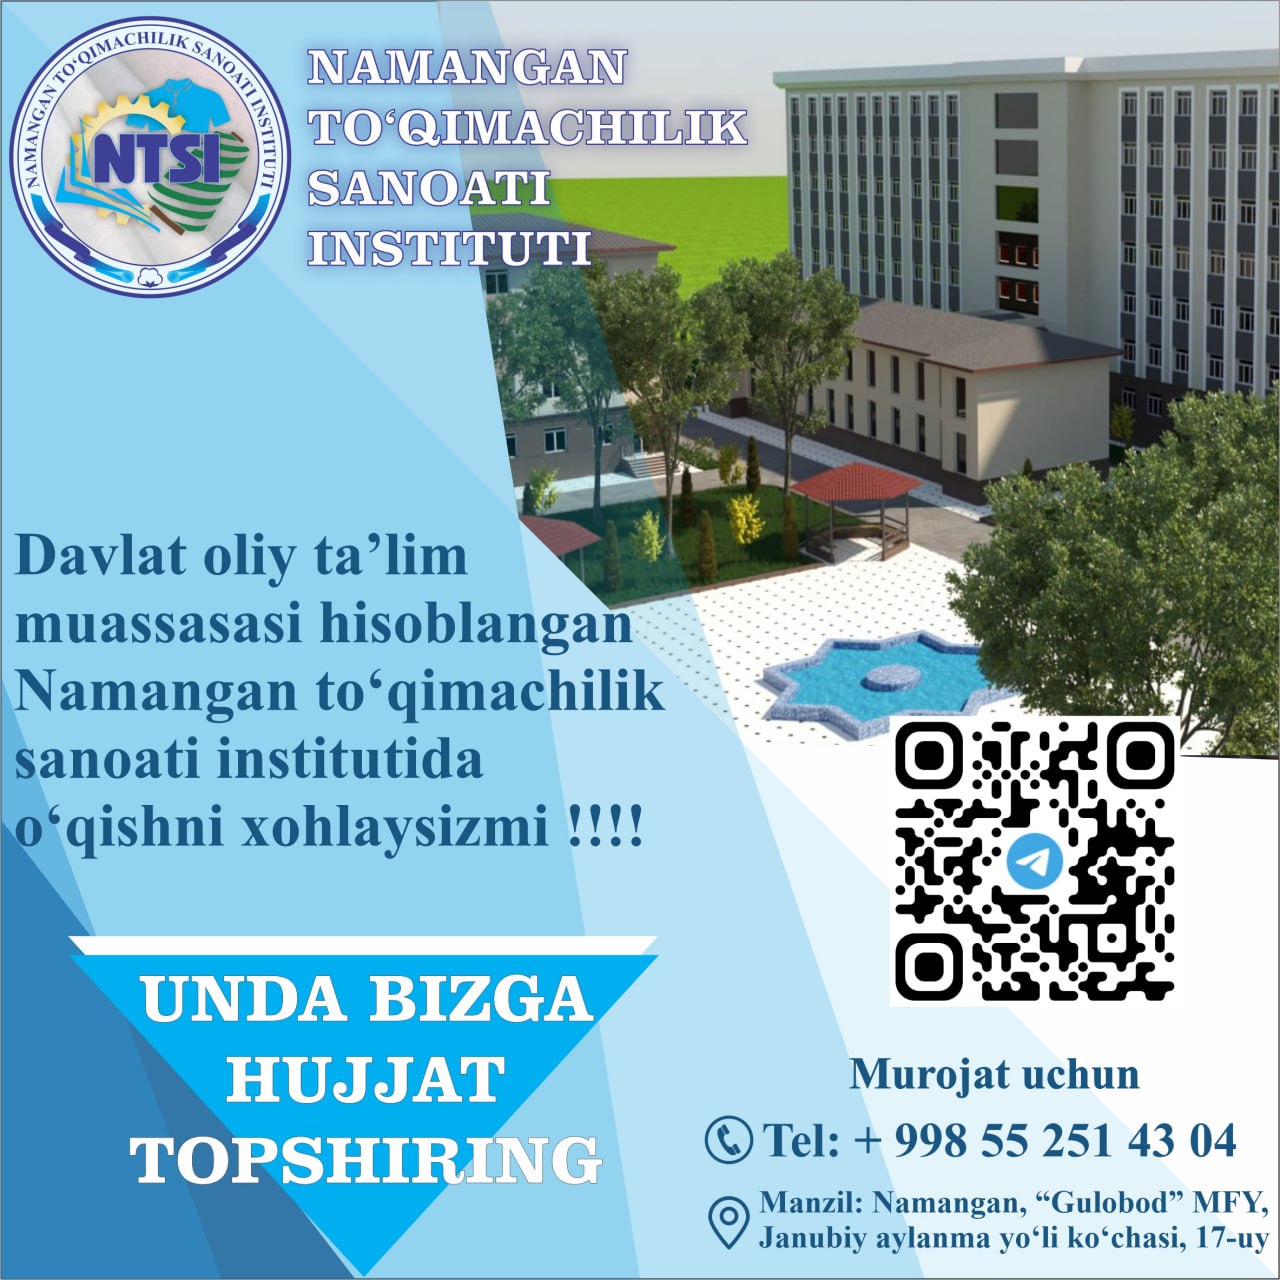 NAMANGAN TO‘QIMACHILIK SANOATI INSTITUTI
NTSI
NAMANGAN
TO‘QIMACHILIK
SANOATI
INSTITUTI
Davlat oliy ta’lim
muassasasi hisoblangan
Namangan to‘qimachilik
sanoati institutida
o‘qishni xohlaysizmi !!!!
UNDA BIZGA
HUJJAT
TOPSHIRING
Murojat uchun
Tel: + 998 55 251 43 04
Manzil: Namangan, “Gulobod” MFY,
Janubiy aylanma yo‘li ko‘chasi, 17-uy